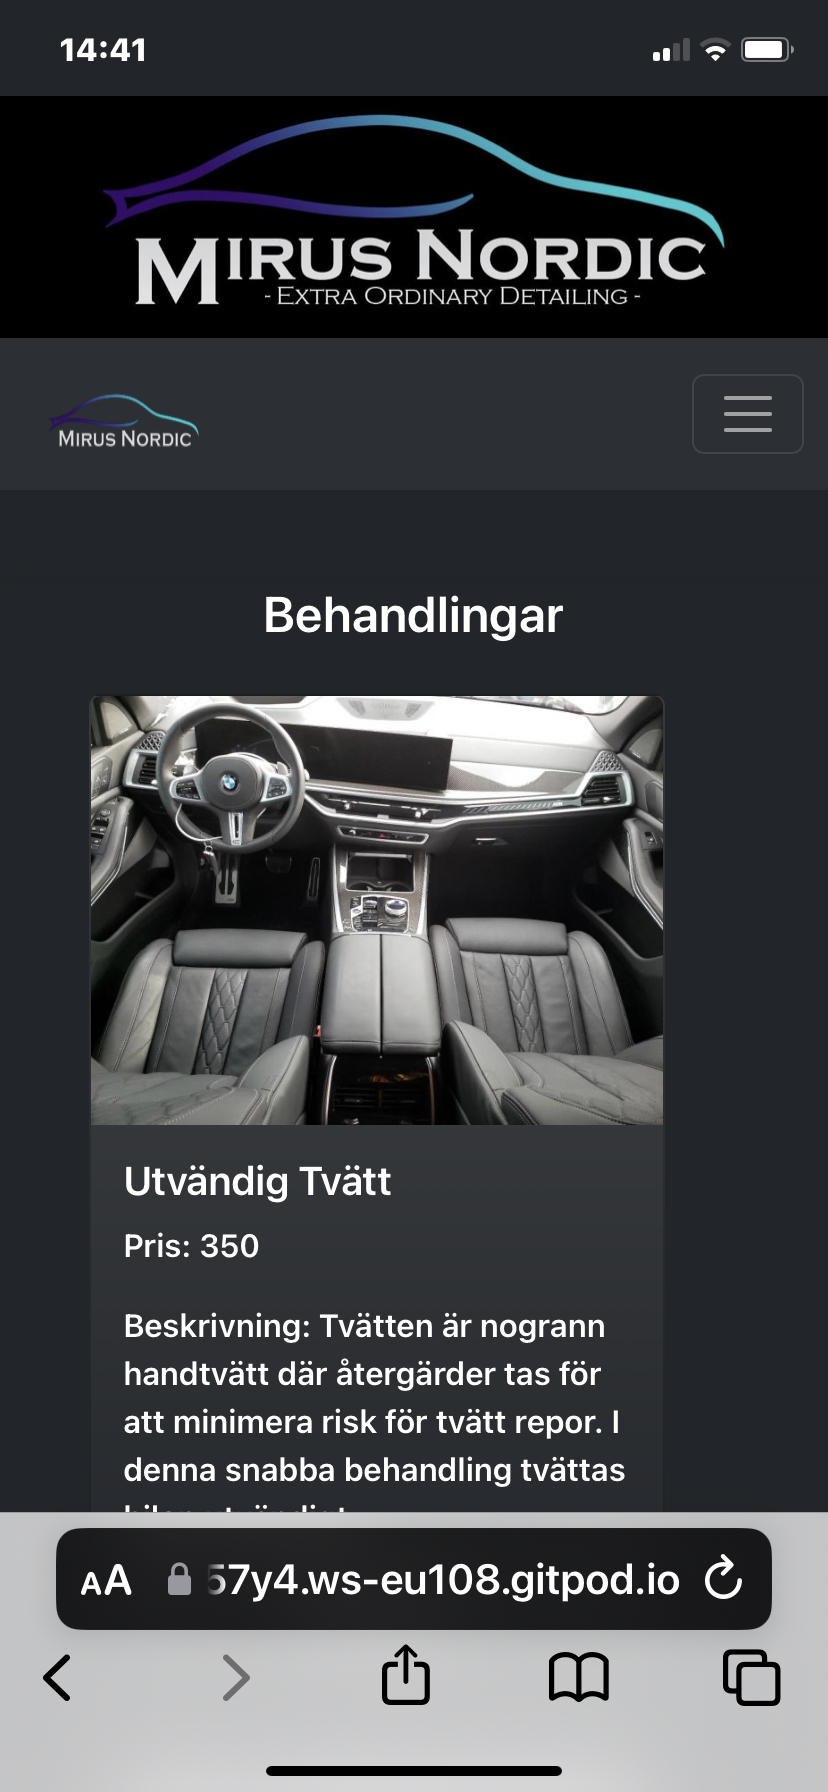 14:41
MIRUS NORDIC
- EXTRA ORDINARY DETAILING -
MIRUS NORDIC
Behandlingar
Utvändig Tvätt
Pris: 350
Beskrivning: Tvätten är nogrann
handtvätt där återgärder tas för
att minimera risk för tvätt repor. I
denna snabba behandling tvättas
AA 57y4.ws-eu108.gitpod.io